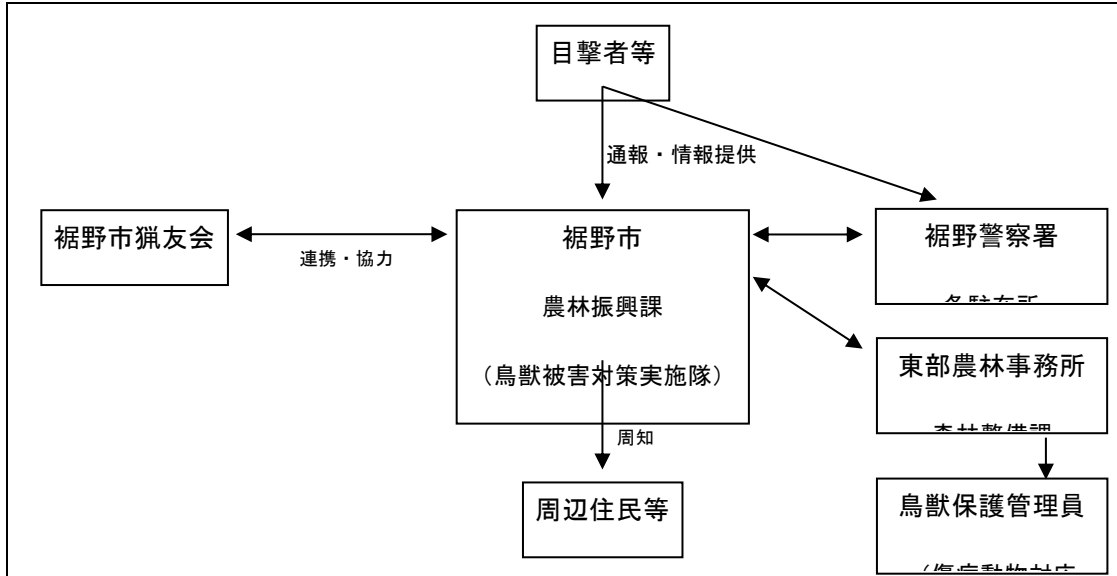 目撃者等
通報・情報提供
裾野市猟友会
連携・協力
裾野市
農林振興課
（鳥獣被害対策実施隊）
裾野警察署
東部農林事務所
周知
周辺住民等
鳥獣保護管理員